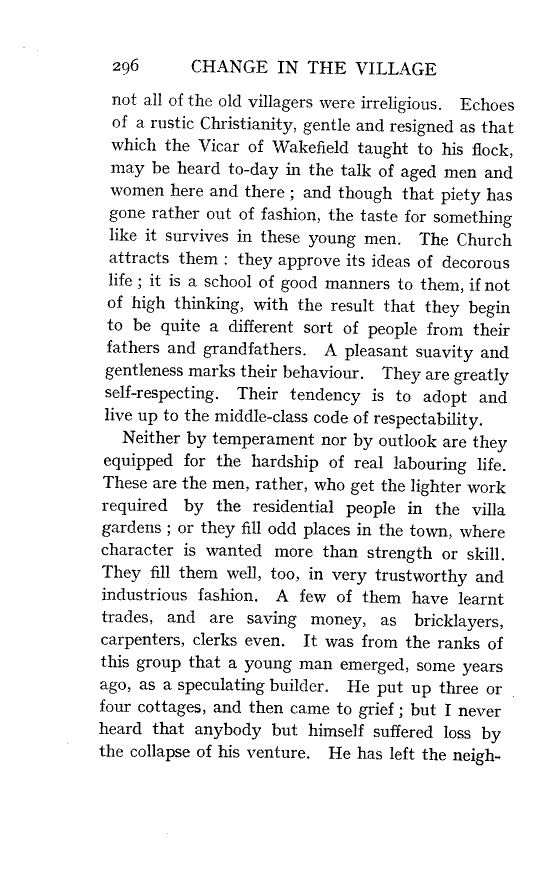 296 CHANGE IN THE VILLAGE
not all of the old villagers were irreligious. Echoes
of a rustic Christianity, gentle and resigned as that
which the Vicar of Wakefield taught to his flock,
may be heard to-day in the talk of aged men and
women here and there ; and though that piety has
gone rather out of fashion, the taste for something
like it survives in these young men. The Church
attracts them : they approve its ideas of decorous
life ; it is a school of good manners to them, if not
of high thinking, with the result that they begin
to be quite a different sort of people from their
fathers and grandfathers. A pleasant suavity and
gentleness marks their behaviour. They are greatly
self-respecting. Their tendency is to adopt and
live up to the middle-class code of respectability.
Neither by temperament nor by outlook are they
equipped for the hardship of real labouring life.
These are the men, rather, who get the lighter work
required by the residential people in the villa
gardens ; or they fill odd places in the town, where
character is wanted more than strength or skill.
They fill them well, too, in very trustworthy and
industrious fashion. A few of them have learnt
trades, and are saving money, as bricklayers,
carpenters, clerks even. It was from the ranks of
this group that a young man emerged, some years
ago, as a speculating builder. He put up three or
four cottages, and then came to grief ; but I never
heard that anybody but himself suffered loss by
the collapse of his venture. He has left the neigh-